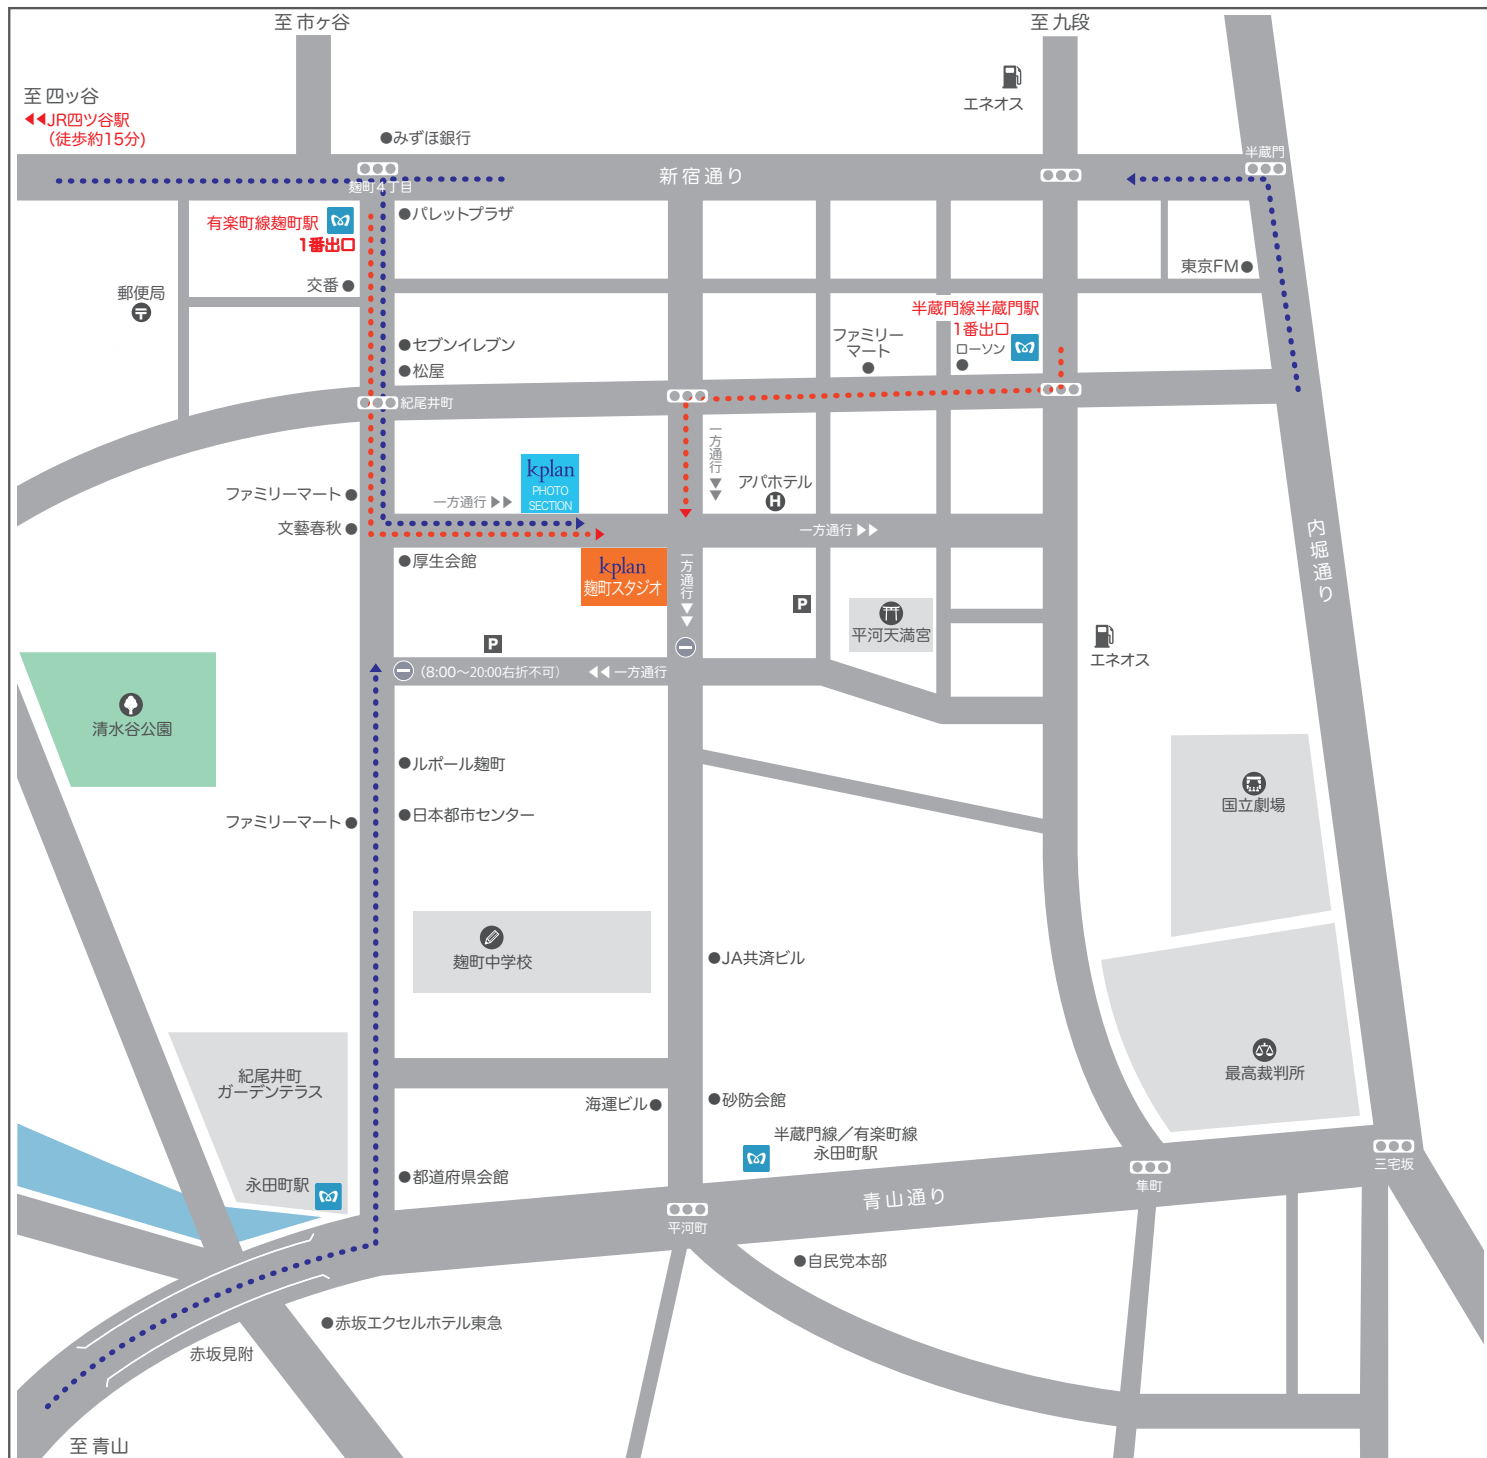 至 市ヶ谷
至 九段
至 四ッ谷
JR四ツ谷駅
(徒歩約15分)
エネオス
みずほ銀行
半蔵門
新宿通り
麹町4丁目
有楽町線麹町駅
1番出口
パレットプラザ
東京FM
交番
郵便局
〒
半蔵門線半蔵門駅
1番出口
ローソン
ファミリー
マート
セブンイレブン
松屋
紀尾井町
一方通行
kplan
PHOTO
SECTION
アパホテル
H
ファミリーマート
一方通行
文藝春秋
一方通行
内堀通り
厚生会館
kplan
麹町スタジオ
一方通行
P
平河天満宮
P
エネオス
(8:00〜20:00右折不可)
一方通行
清水谷公園
ルポール麹町
国立劇場
ファミリーマート
日本都市センター
麹町中学校
JA共済ビル
紀尾井町
ガーデンテラス
最高裁判所
海運ビル
砂防会館
半蔵門線／有楽町線
永田町駅
三宅坂
都道府県会館
永田町駅
隼町
青山通り
平河町
自民党本部
赤坂エクセルホテル東急
赤坂見附
至 青山